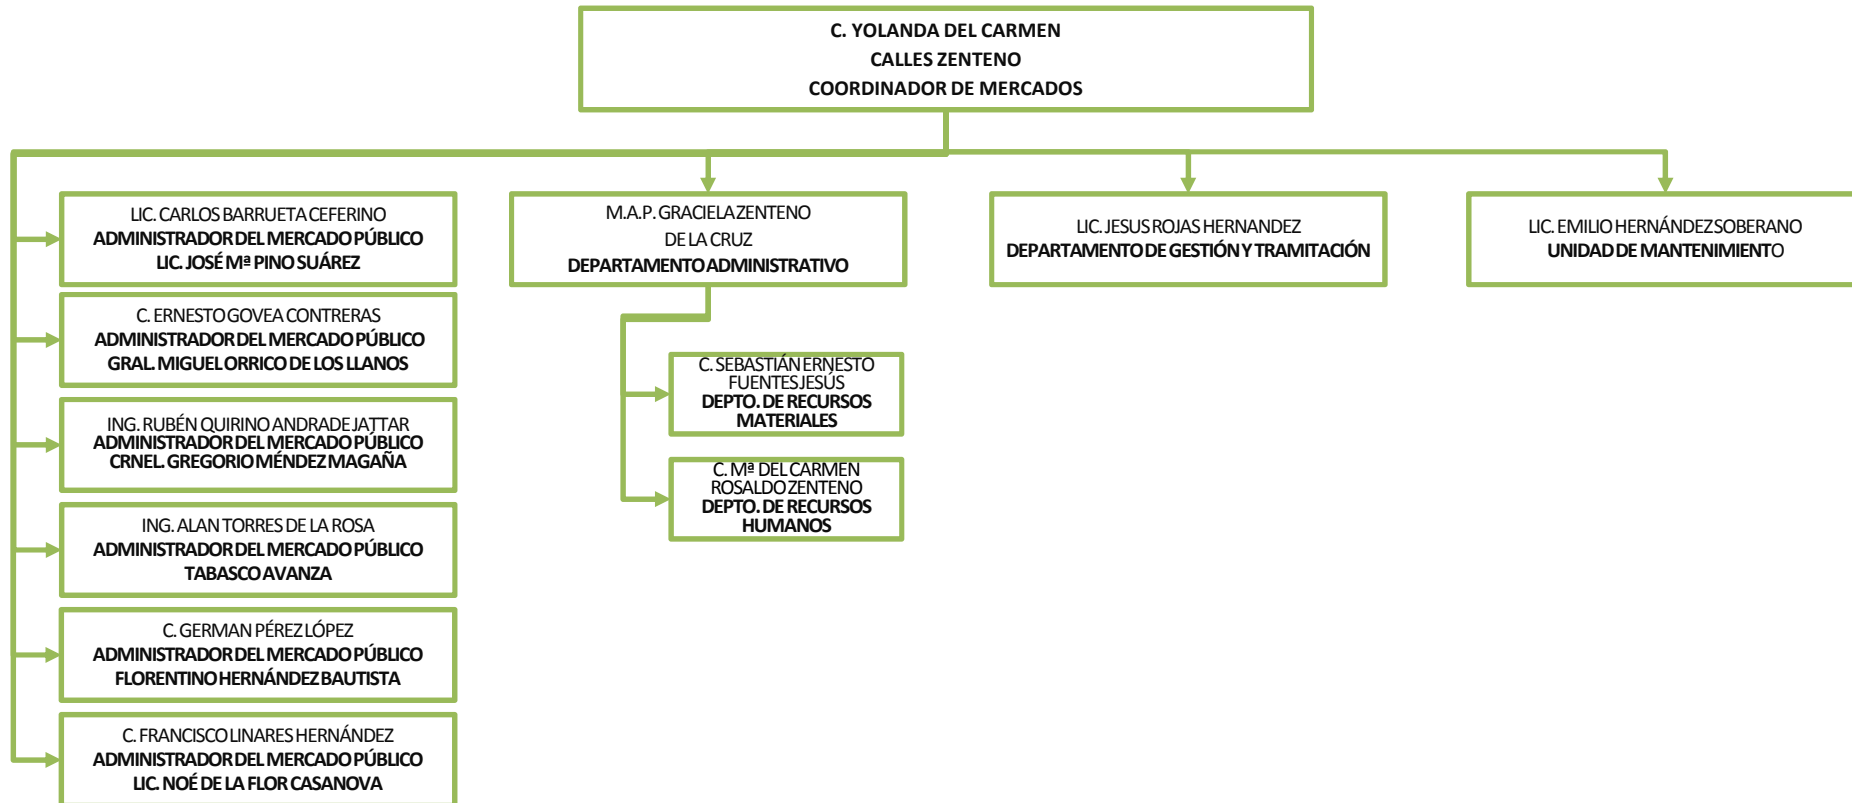 C. YOLANDA DEL CARMEN
CALLES ZENTENO
COORDINADOR DE MERCADOS
LIC. CARLOS BARRUETA CEFERINO
ADMINISTRADOR DEL MERCADO PÚBLICO
LIC. JOSÉ Mª PINO SUÁREZ
C. ERNESTO GOVEA CONTRERAS
ADMINISTRADOR DEL MERCADO PÚBLICO
GRAL. MIGUEL ORRICO DE LOS LLANOS
ING. RUBÉN QUIRINO ANDRADE JATTAR
ADMINISTRADOR DEL MERCADO PÚBLICO
CRNEL. GREGORIO MÉNDEZ MAGAÑA
ING. ALAN TORRES DE LA ROSA
ADMINISTRADOR DEL MERCADO PÚBLICO
TABASCO AVANZA
C. GERMAN PÉREZ LÓPEZ
ADMINISTRADOR DEL MERCADO PÚBLICO
FLORENTINO HERNÁNDEZ BAUTISTA
C. FRANCISCO LINARES HERNÁNDEZ
ADMINISTRADOR DEL MERCADO PÚBLICO
LIC. NOÉ DE LA FLOR CASANOVA
M.A.P. GRACIELA ZENTENO
DE LA CRUZ
DEPARTAMENTO ADMINISTRATIVO
C. SEBASTIÁN ERNESTO
FUENTES JESÚS
DEPTO. DE RECURSOS
MATERIALES
C. Mª DEL CARMEN
ROSALDO ZENTENO
DEPTO. DE RECURSOS
HUMANOS
LIC. JESUS ROJAS HERNANDEZ
DEPARTAMENTO DE GESTIÓN Y TRAMITACIÓN
LIC. EMILIO HERNÁNDEZ SOBERANO
UNIDAD DE MANTENIMIENTO